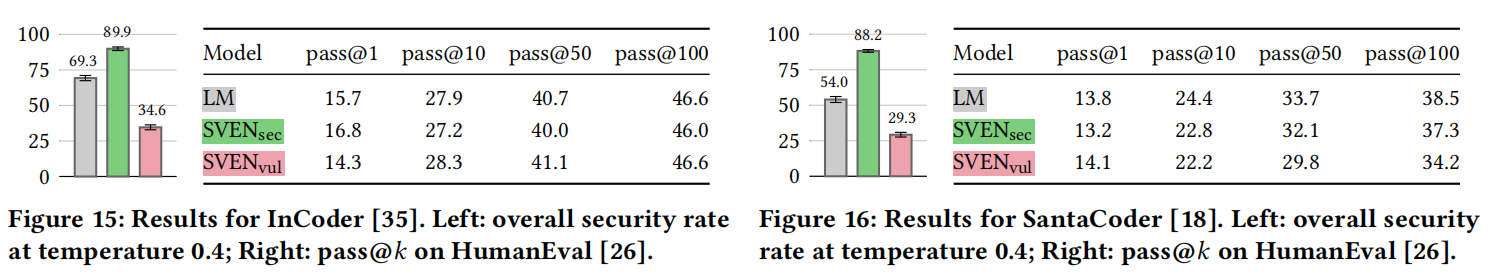 100
75
50
25
0
69.3
89.9
34.6
Model pass@1 pass@10 pass@50 pass@100
LM 15.7 27.9 40.7 46.6
SVENsec 16.8 27.2 40.0 46.0
SVENvul 14.3 28.3 41.1 46.6
Figure 15: Results for InCoder [35]. Left: overall security rate
at temperature 0.4; Right: pass@k on HumanEval [26].
100
75
50
25
0
54.0
88.2
29.3
Model pass@1 pass@10 pass@50 pass@100
LM 13.8 24.4 33.7 38.5
SVENsec 13.2 22.8 32.1 37.3
SVENvul 14.1 22.2 29.8 34.2
Figure 16: Results for SantaCoder [18]. Left: overall security
rate at temperature 0.4; Right: pass@k on HumanEval [26].